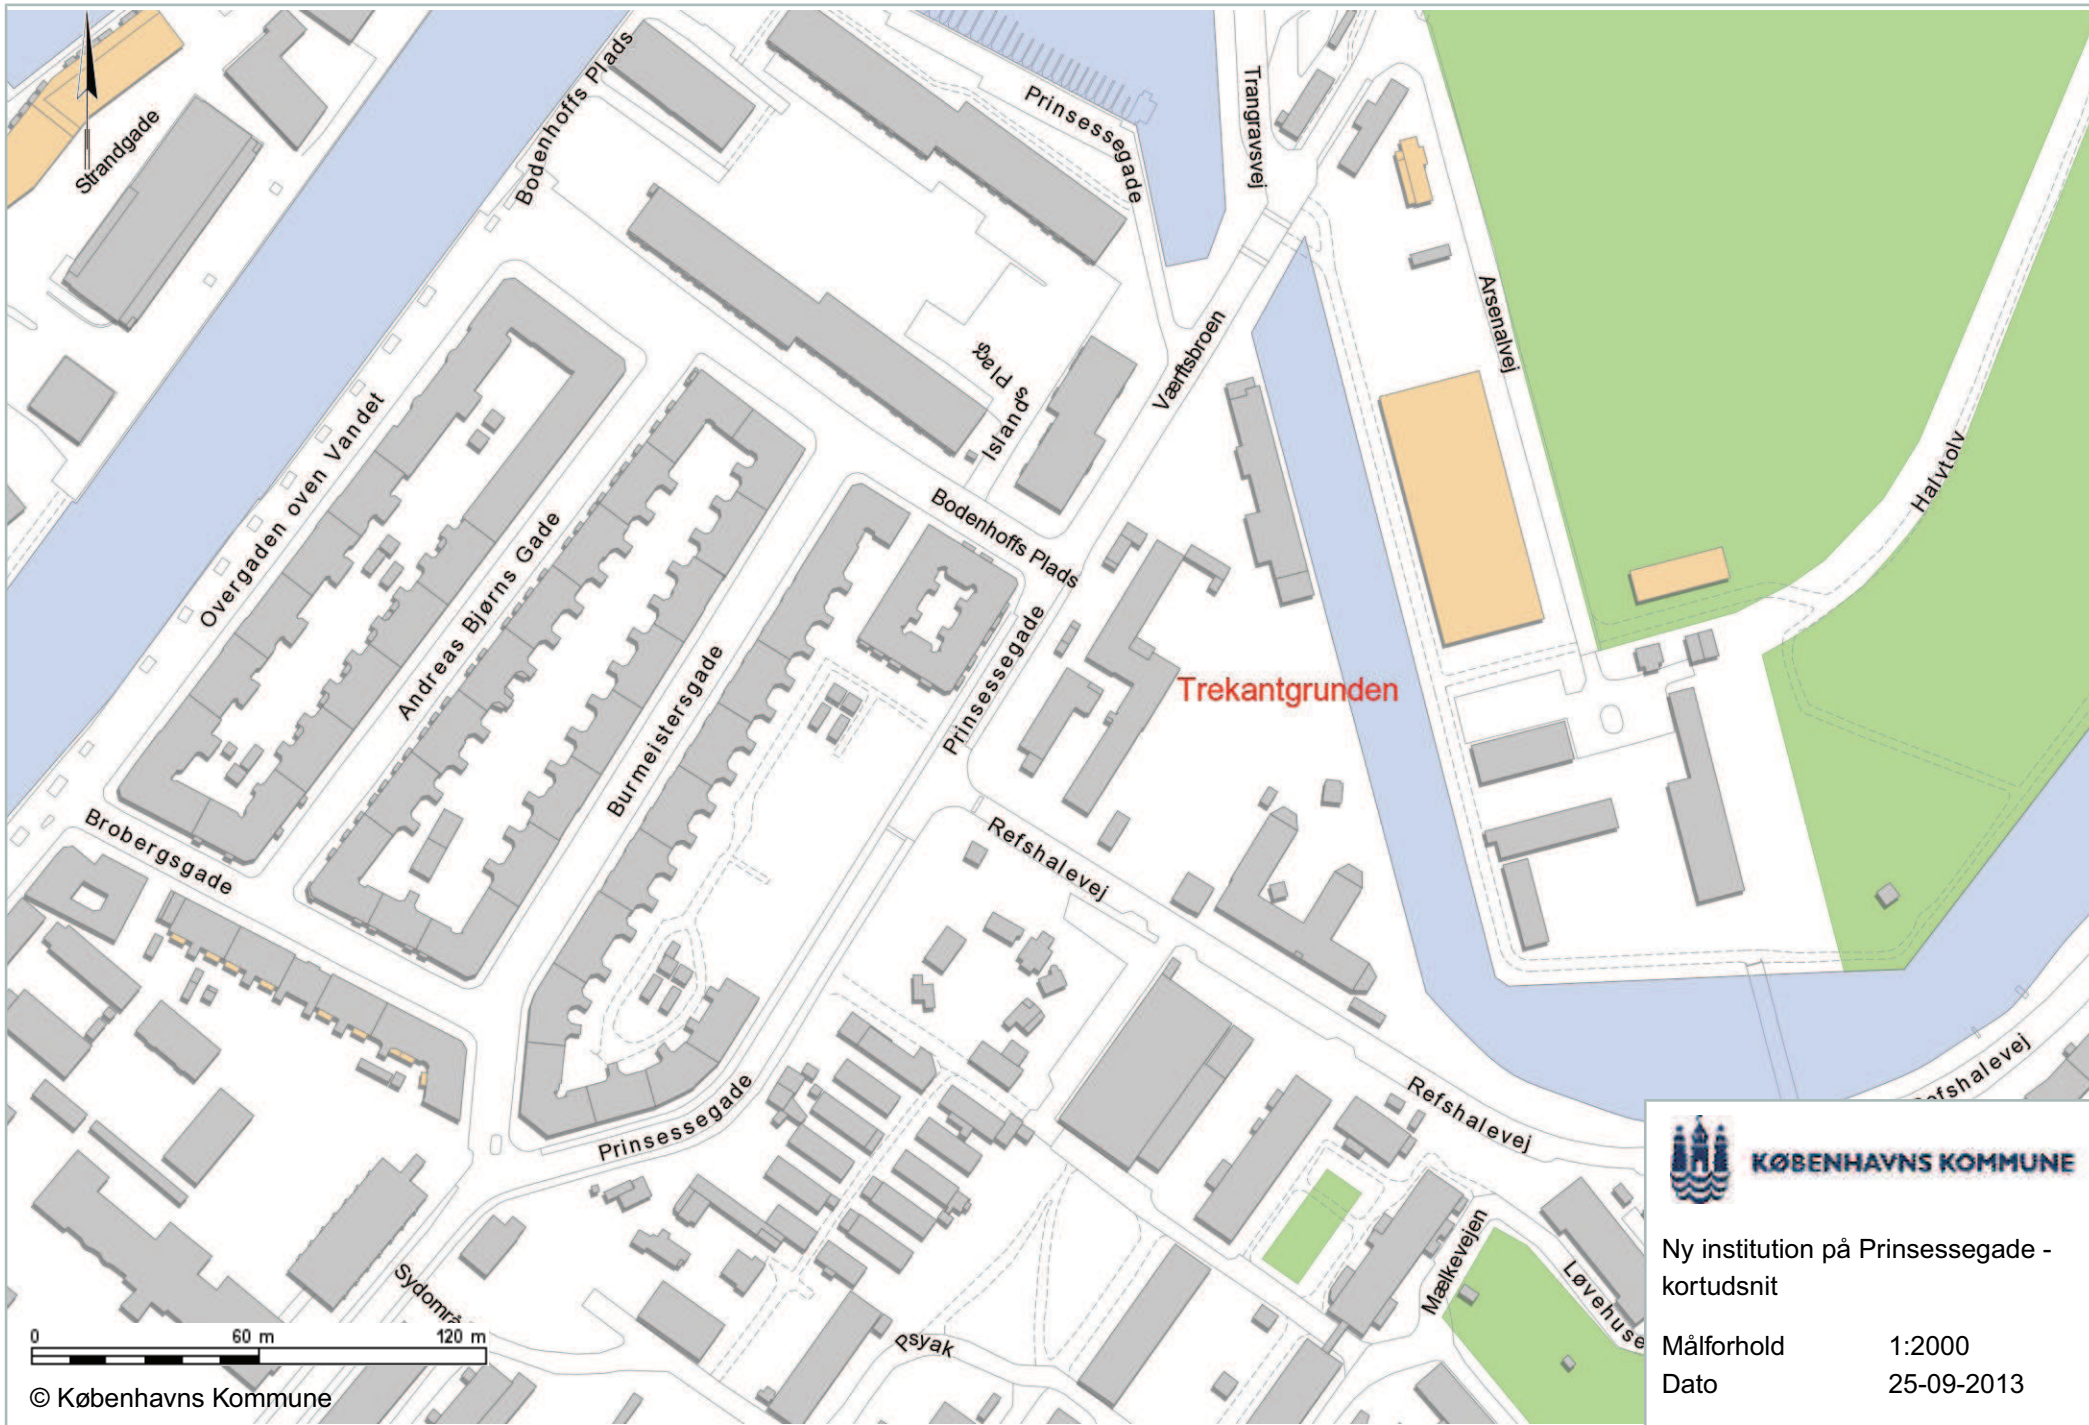 Strandgade
Bodenhoffs Plads
Prinsessegade
Trangravsvej
Arsenalvej
Halvtolv
Værftsbroen
Islands Plads
Overgaden oven Vandet
Andreas Bjørns Gade
Burmeistersgade
Bodenhoffs Plads
Prinsessegade
Trekantgrunden
Brobergsgade
Refshalevej
Prinsessegade
Refshalevej
Refshalevej
Mælkevejen
Løvehuse
Sydområ
Psyak
0 60 m 120 m
© Københavns Kommune
KØBENHAVNS KOMMUNE
Ny institution på Prinsessegade -
kortudsnit
Målforhold 1:2000
Dato 25-09-2013